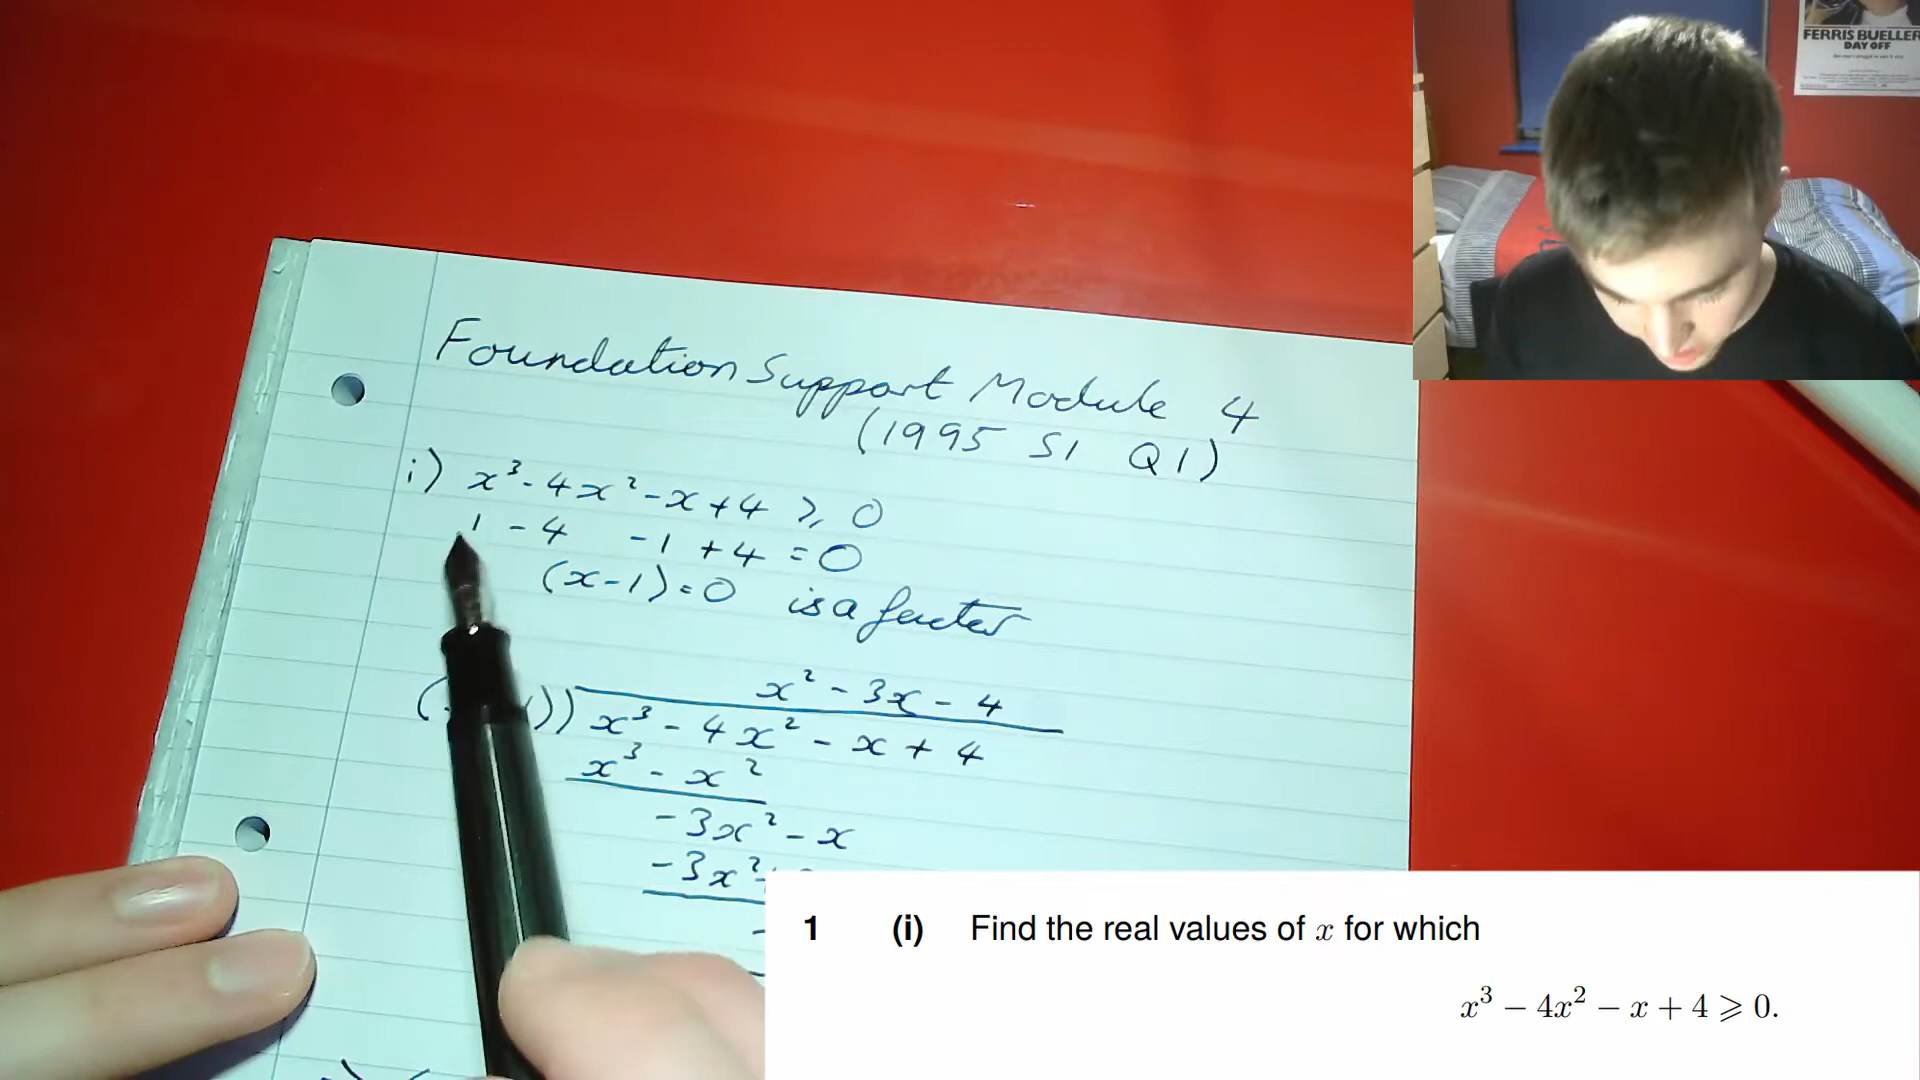 FERRIS BUELLER
DAY OFF
Foundation Support Module 4
(1995 S1 Q1)
i) x³ - 4x² - x + 4 ⩾ 0
1 - 4 - 1 + 4 = 0
(x - 1) = 0 is a factor
x² - 3x - 4
)) x³ - 4x² - x + 4
x³ - x²
-3x² - x
-3x²
1 (i) Find the real values of x for which
x³ − 4x² − x + 4 ⩾ 0.